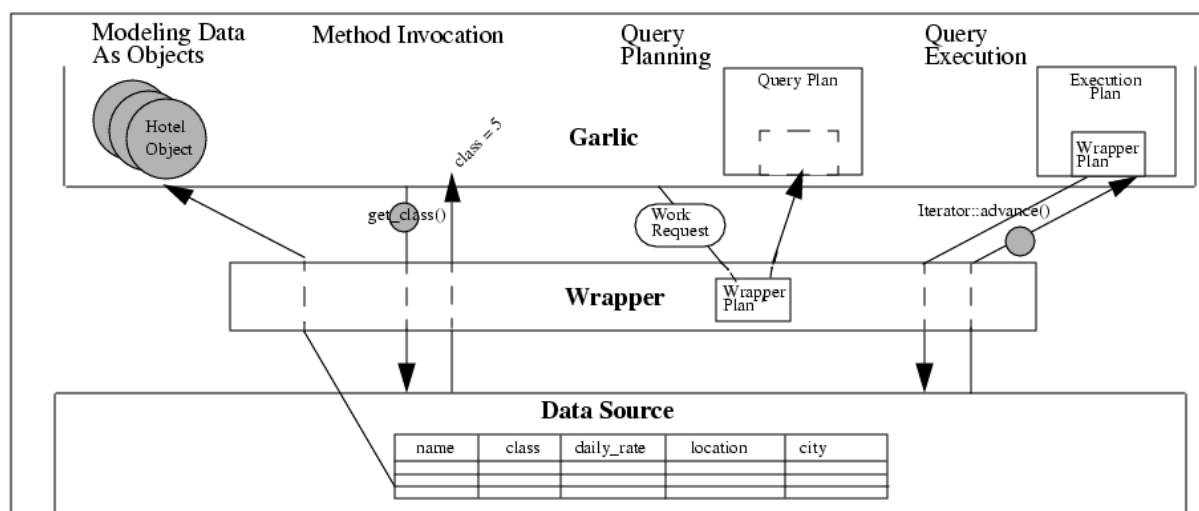 Modeling Data
As Objects
Method Invocation
Query
Planning
Query
Execution
Hotel
Object
class = 5
Garlic
Query Plan
Execution
Plan
Wrapper
Plan
get_class()
Work
Request
Iterator::advance()
Wrapper
Wrapper
Plan
Data Source
name class daily_rate location city